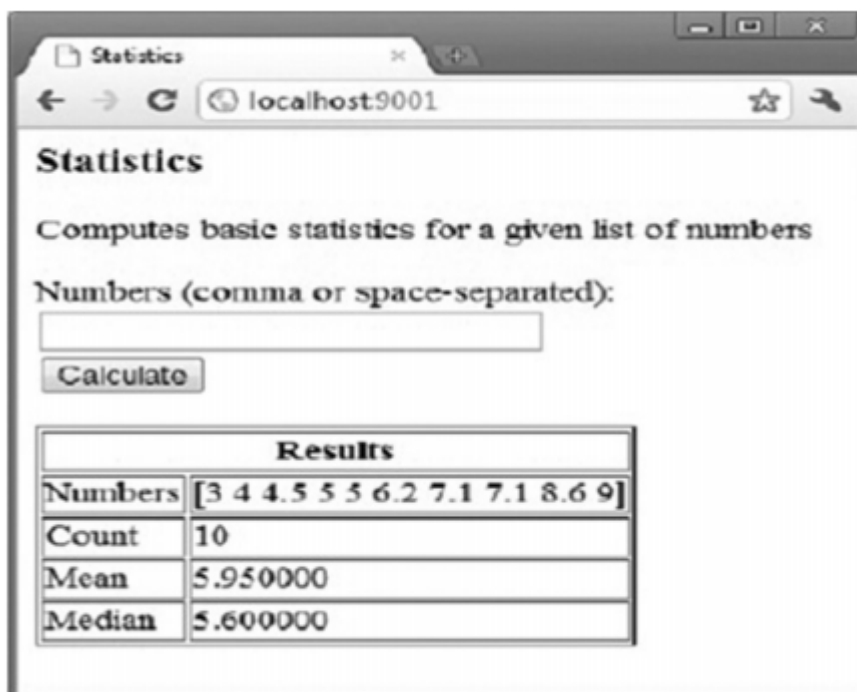 Statistics
localhost:9001
Statistics
Computes basic statistics for a given list of numbers
Numbers (comma or space-separated):
Calculate
Results
Numbers [3 4 4.5 5 5 6.2 7.1 7.1 8.6 9]
Count 10
Mean 5.950000
Median 5.600000